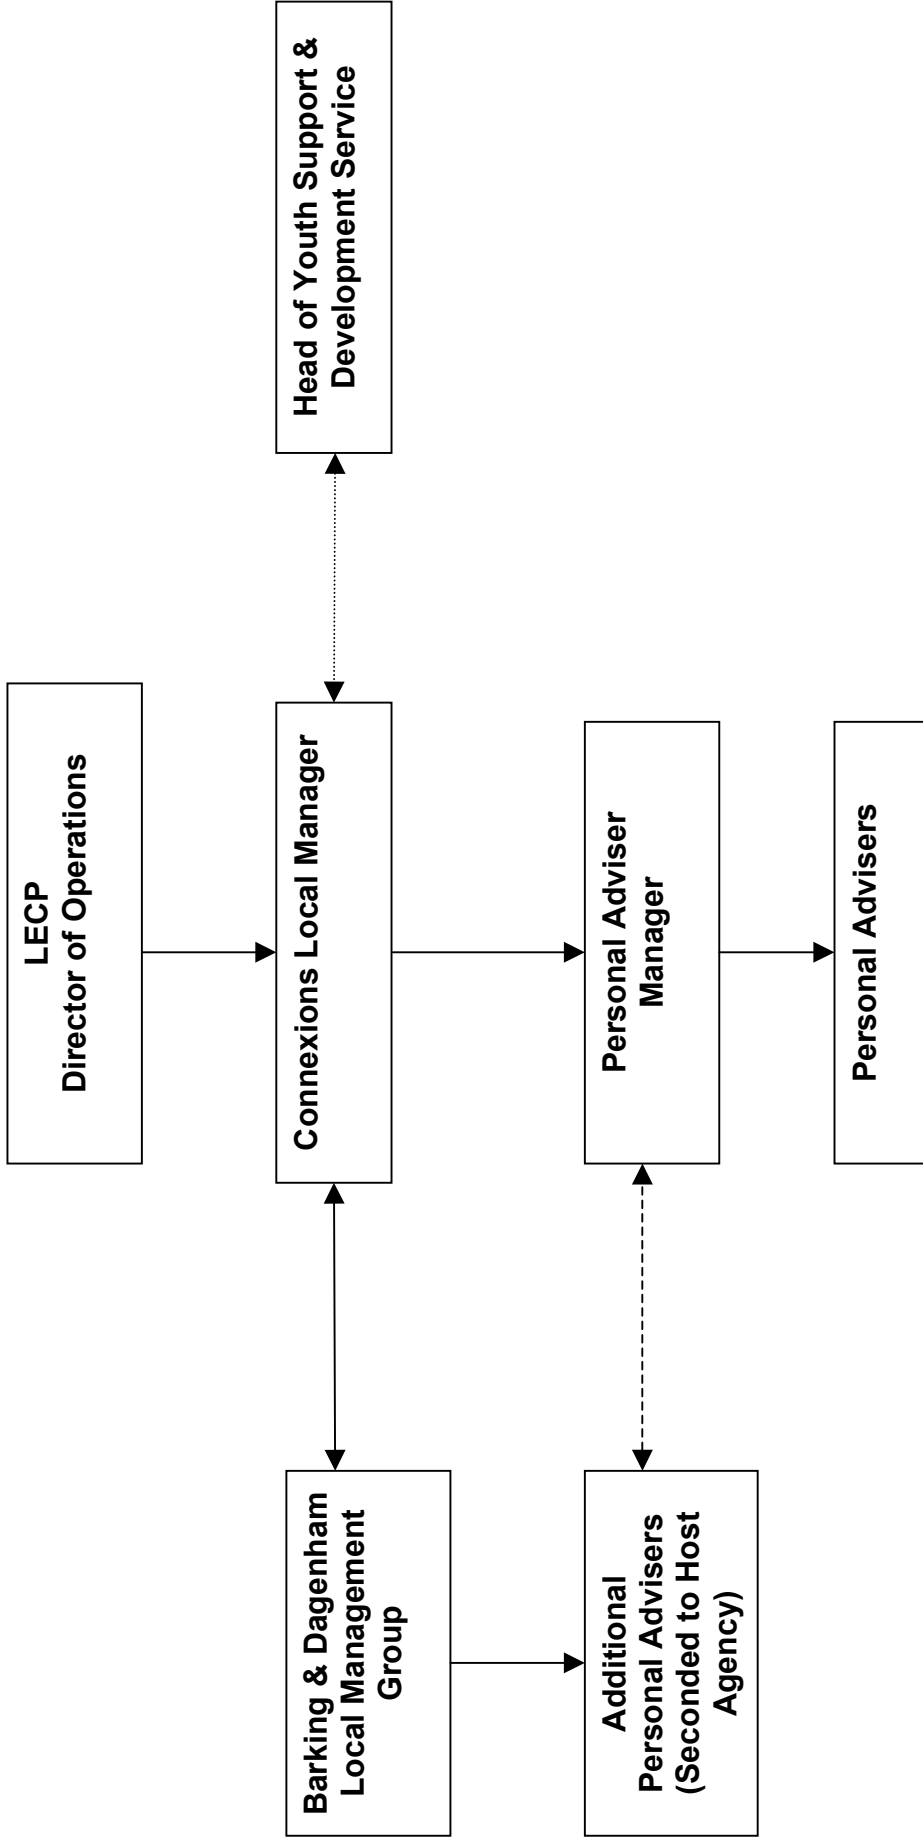 LECP
Director of Operations
Barking & Dagenham
Local Management
Group
Connexions Local Manager
Head of Youth Support &
Development Service
Additional
Personal Advisers
(Seconded to Host
Agency)
Personal Adviser
Manager
Personal Advisers